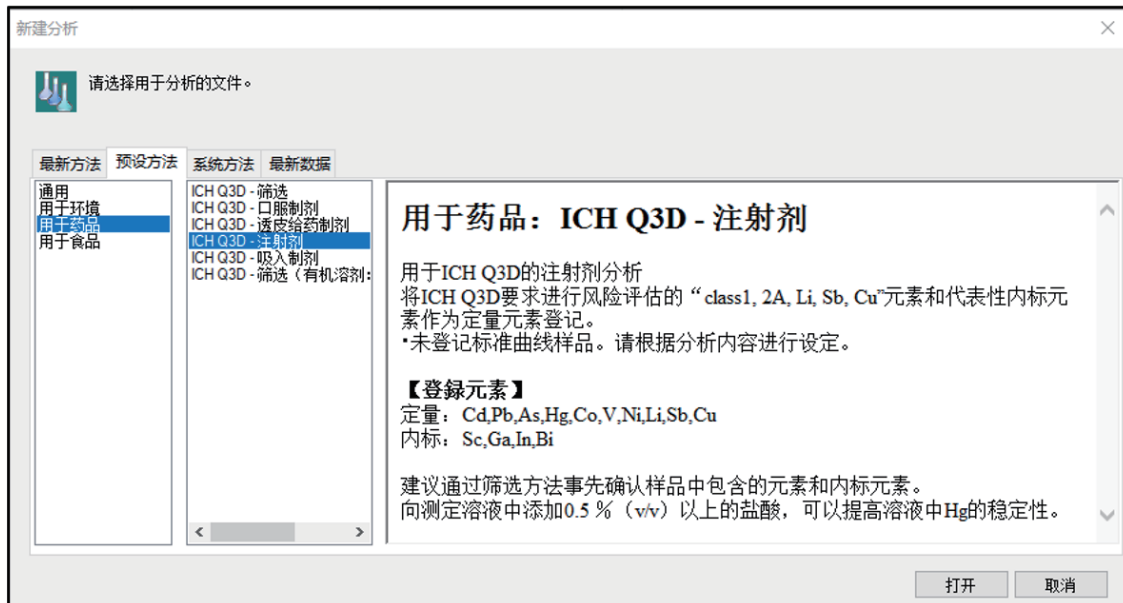 新建分析
请选择用于分析的文件。
最新方法 预设方法 系统方法 最新数据
通用
用于环境
用于药品
用于食品
ICH Q3D - 筛选
ICH Q3D - 口服制剂
ICH Q3D - 透皮给药制剂
ICH Q3D - 注射剂
ICH Q3D - 吸入制剂
ICH Q3D - 筛选（有机溶剂：
用于药品：ICH Q3D - 注射剂
用于ICH Q3D的注射剂分析
将ICH Q3D要求进行风险评估的“class1, 2A, Li, Sb, Cu”元素和代表性内标元
素作为定量元素登记。
•未登记标准曲线样品。请根据分析内容进行设定。
【登録元素】
定量：Cd,Pb,As,Hg,Co,V,Ni,Li,Sb,Cu
内标：Sc,Ga,In,Bi
建议通过筛选方法事先确认样品中包含的元素和内标元素。
向测定溶液中添加0.5 %（v/v）以上的盐酸，可以提高溶液中Hg的稳定性。
打开 取消